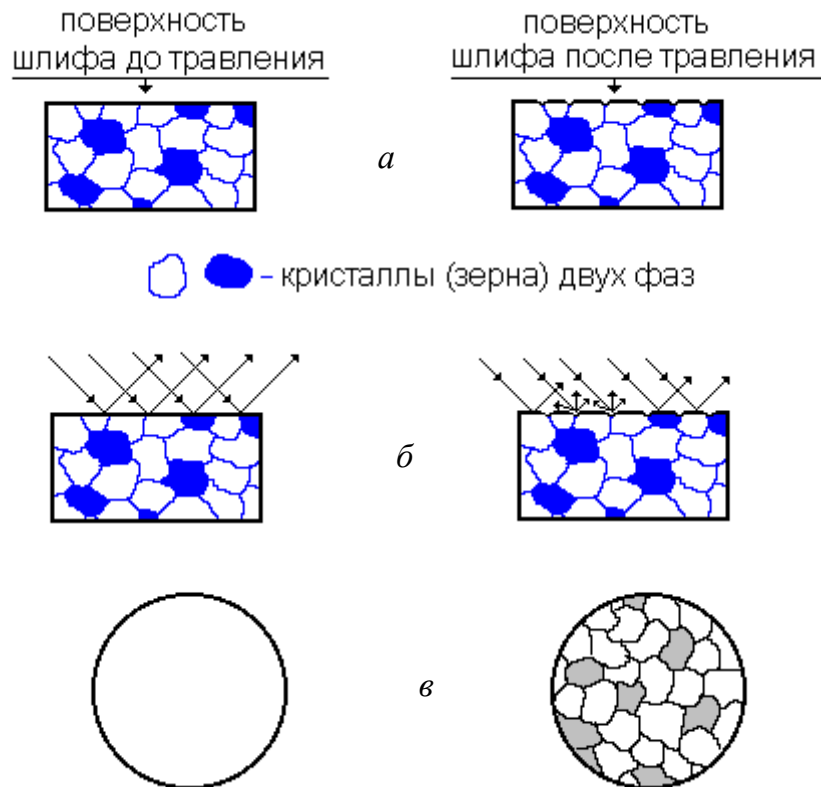 поверхность
шлифа до травления
поверхность
шлифа после травления
а
– кристаллы (зерна) двух фаз
б
в